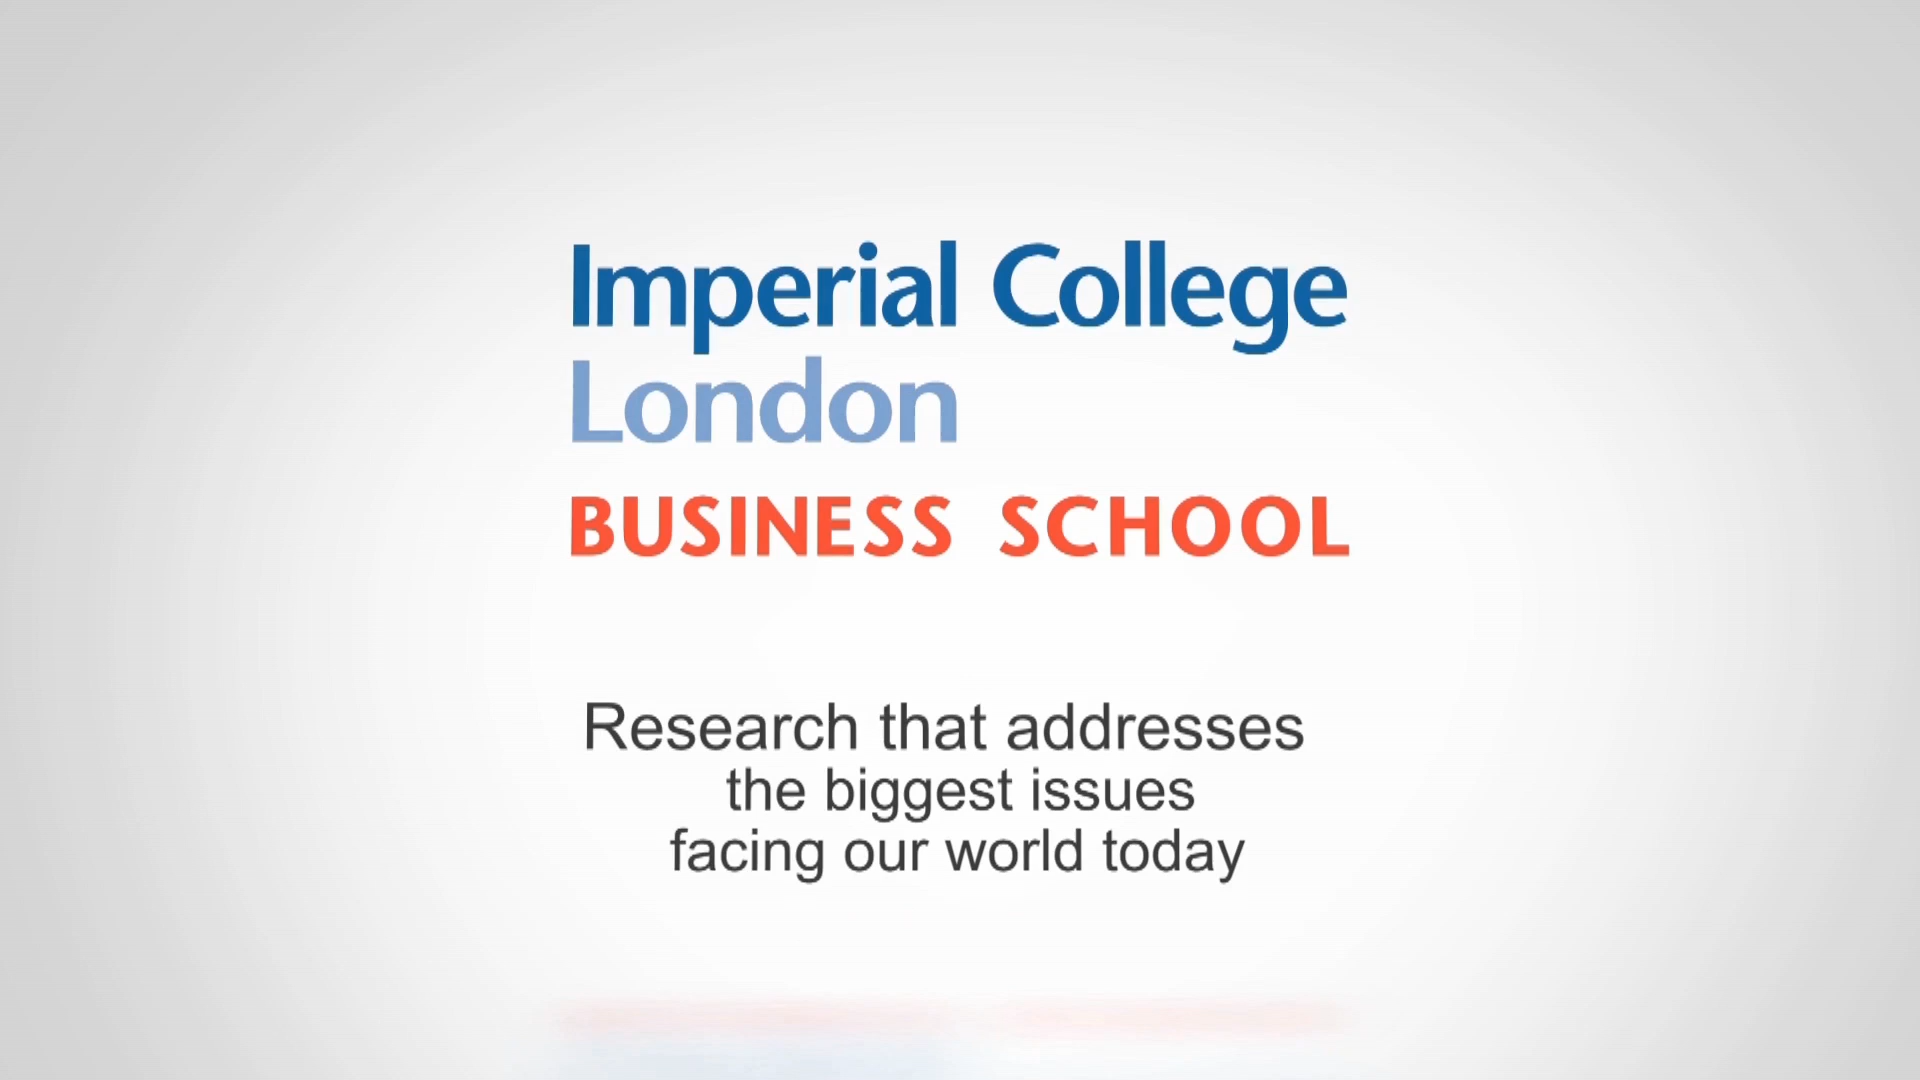 Imperial College
London
BUSINESS SCHOOL
Research that addresses
the biggest issues
facing our world today